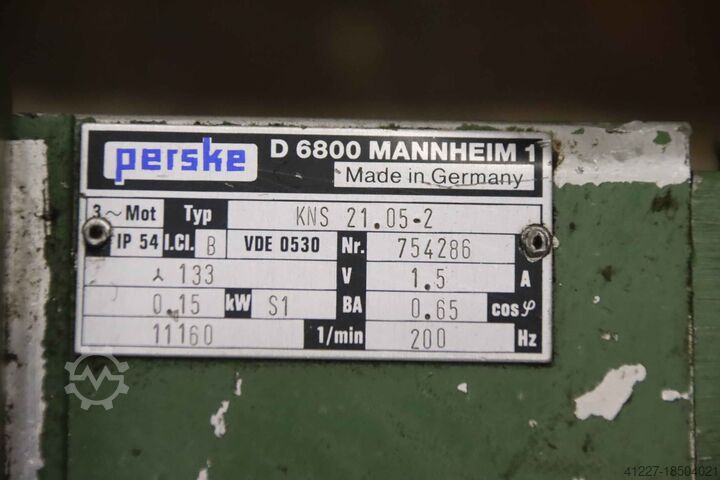 perske D 6800 MANNHEIM 1
Made in Germany
3~ Mot Typ KNS 21.05-2
IP 54 I.Cl. B VDE 0530 Nr. 754286
⅄ 133 V 1.5 A
0.15 kW S1 BA 0.65 cosφ
11160 1/min 200 Hz
41227-18504021